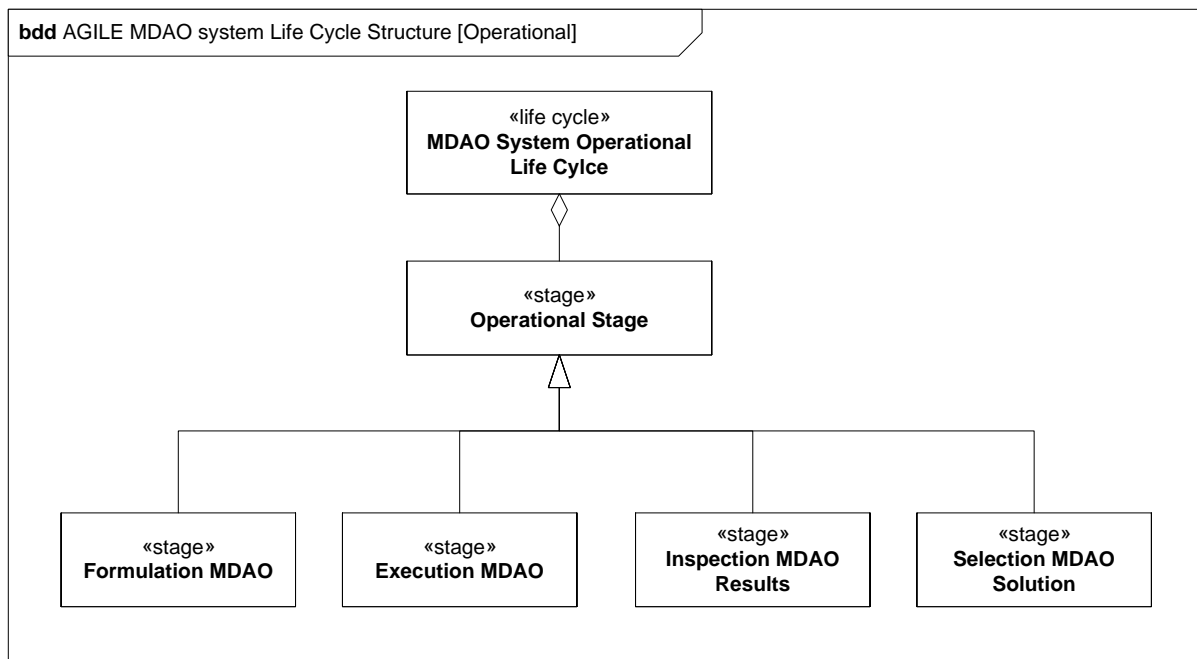 bdd AGILE MDAO system Life Cycle Structure [Operational]
«life cycle»
MDAO System Operational
Life Cylce
«stage»
Operational Stage
«stage»
Formulation MDAO
«stage»
Execution MDAO
«stage»
Inspection MDAO
Results
«stage»
Selection MDAO
Solution